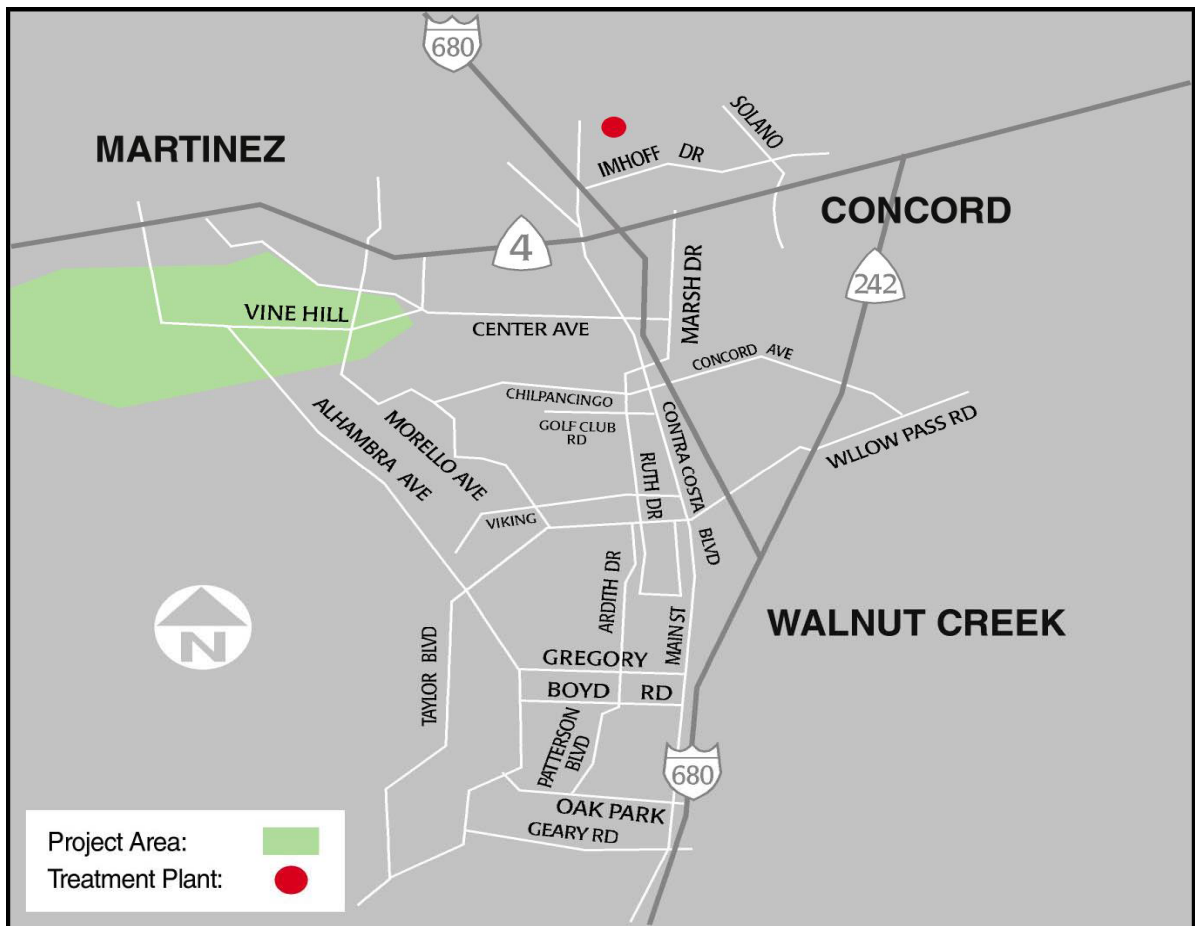 680
SOLANO
MARTINEZ
IMHOFF DR
CONCORD
4
242
MARSH DR
VINE HILL
CENTER AVE
CONCORD AVE
CHILPANCINGO
GOLF CLUB
RD
CONTRA COSTA
BLVD
WLLOW PASS RD
ALHAMBRA AVE
MORELLO AVE
RUTH DR
VIKING
ARDITH DR
N
WALNUT CREEK
MAIN ST
TAYLOR BLVD
GREGORY
BOYD RD
PATTERSON
BLVD
680
OAK PARK
GEARY RD
Project Area:
Treatment Plant: